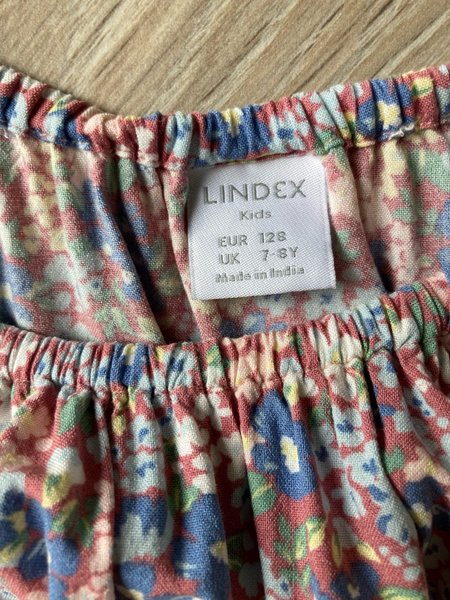 LINDEX
Kids
EUR 128
UK 7-8Y
Made in India